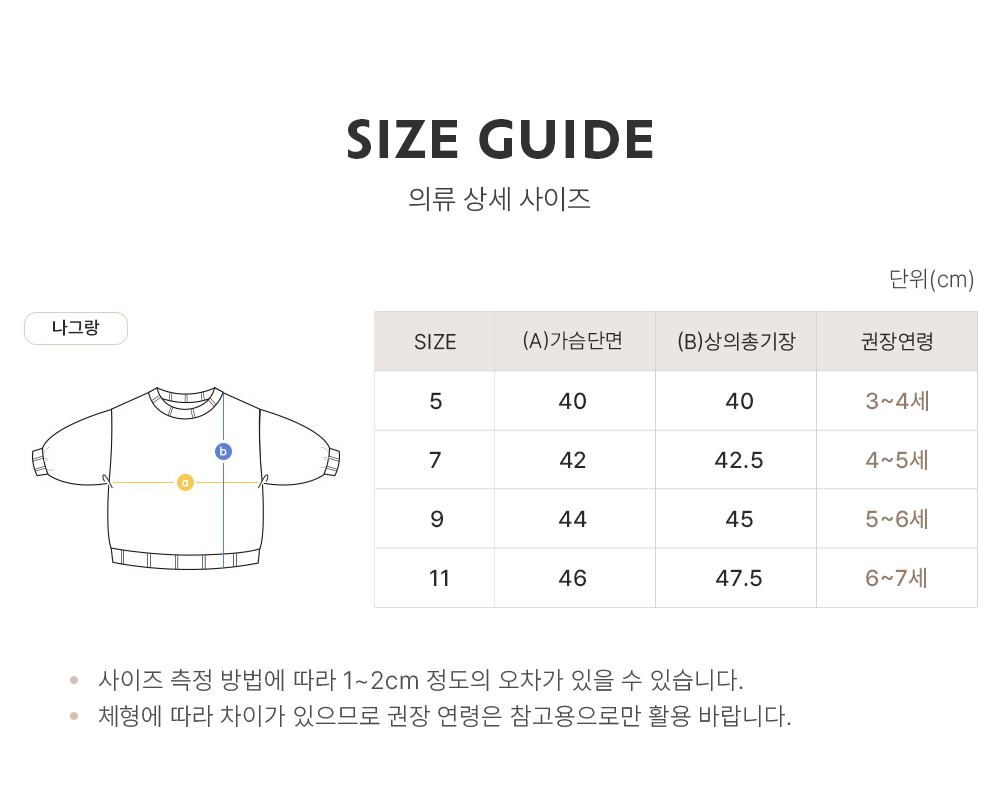 SIZE GUIDE
의류 상세 사이즈
단위(cm)
나그랑
SIZE (A)가슴단면 (B)상의총기장 권장연령
5 40 40 3~4세
7 42 42.5 4~5세
9 44 45 5~6세
11 46 47.5 6~7세
b
a
사이즈 측정 방법에 따라 1~2cm 정도의 오차가 있을 수 있습니다.
체형에 따라 차이가 있으므로 권장 연령은 참고용으로만 활용 바랍니다.